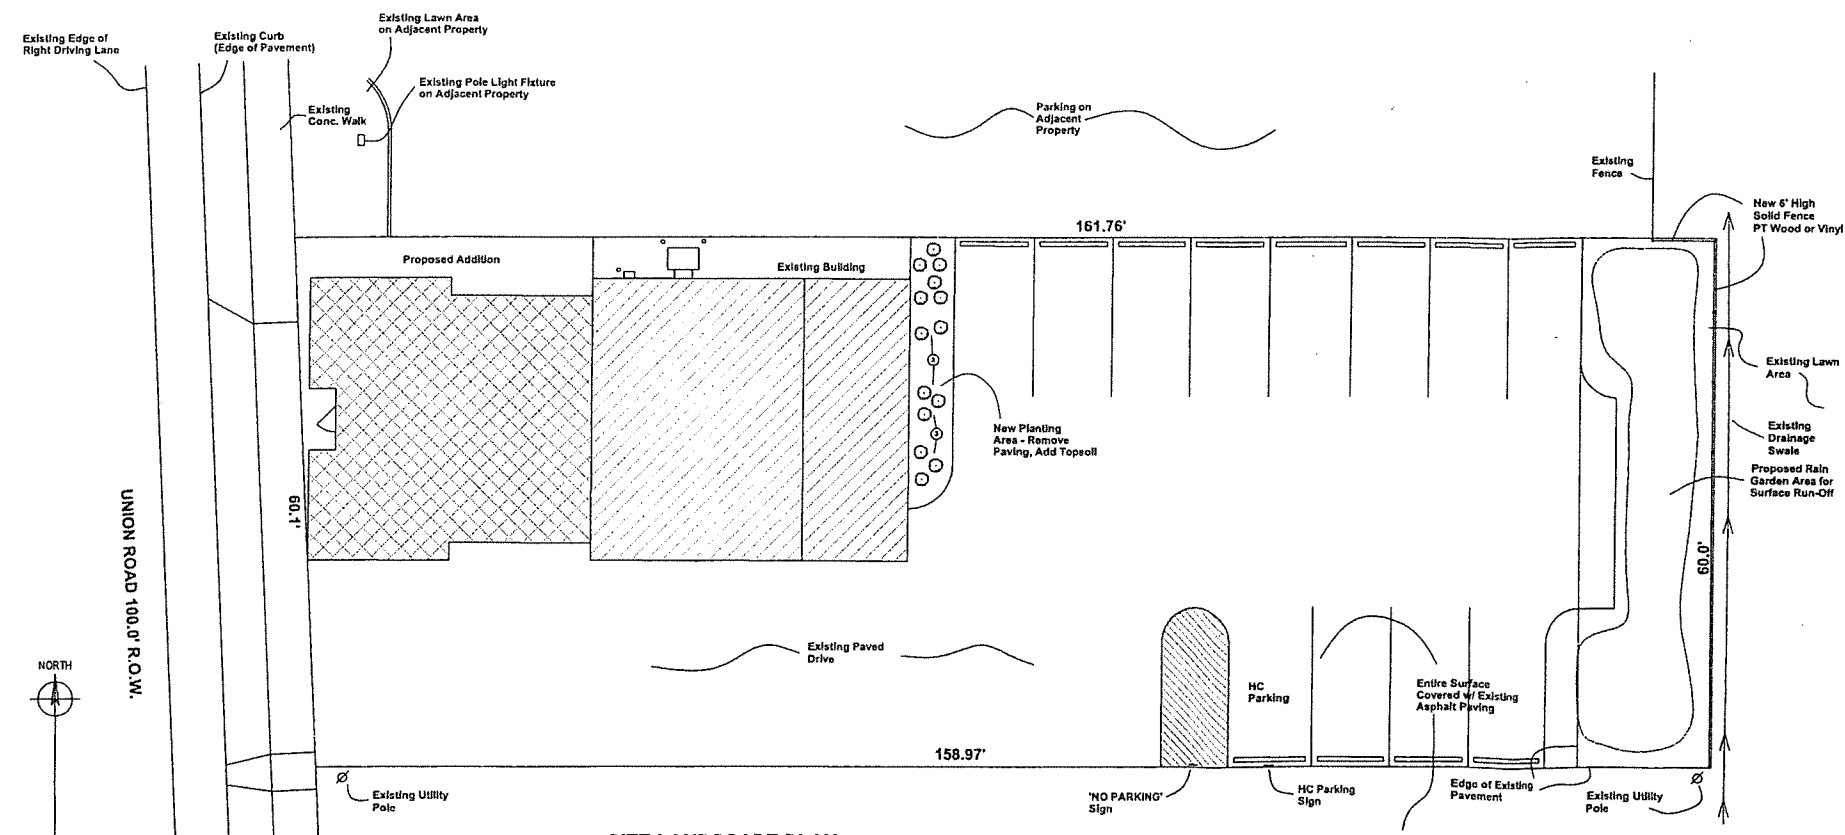 Existing Lawn Area
on Adjacent Property
Existing Edge of
Right Driving Lane
Existing Curb
(Edge of Pavement)
Existing Pole Light Fixture
on Adjacent Property
Existing
Conc. Walk
Parking on
Adjacent
Property
Existing
Fence
New 6' High
Solid Fence
PT Wood or Vinyl
161.76'
Proposed Addition
Existing Building
Existing Lawn
Area
New Planting
Area - Remove
Paving, Add Topsoil
Existing
Drainage
Swale
Proposed Rain
Garden Area for
Surface Run-Off
UNION ROAD 100.0' R.O.W.
60.1'
60.0'
NORTH
Existing Paved
Drive
HC
Parking
Entire Surface
Covered w/ Existing
Asphalt Paving
158.97'
Existing Utility
Pole
'NO PARKING'
Sign
HC Parking
Sign
Edge of Existing
Pavement
Existing Utility
Pole